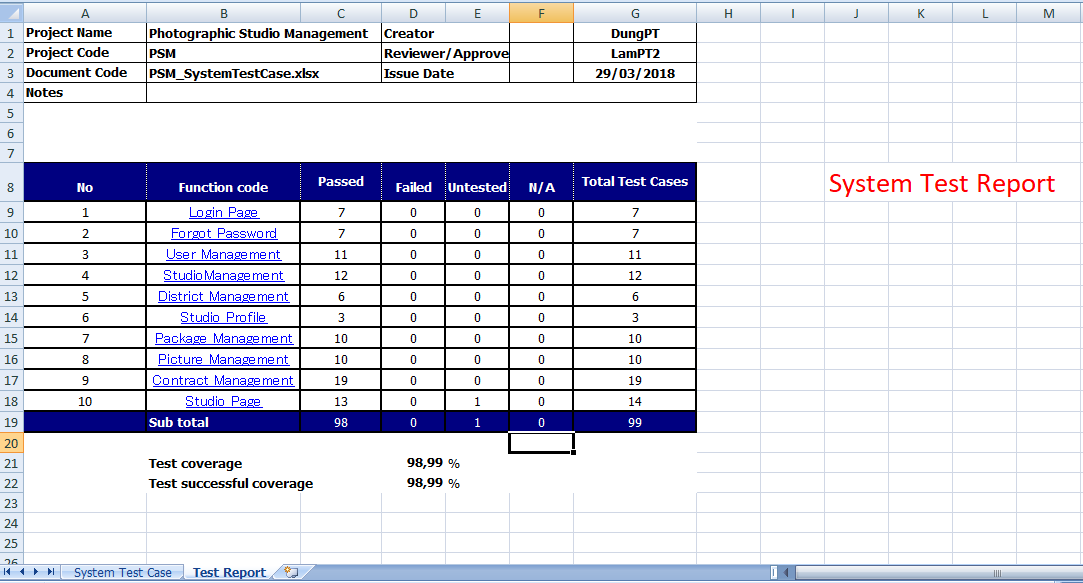 A B C D E F G H I J K L M
1 Project Name Photographic Studio Management Creator DungPT
2 Project Code PSM Reviewer/Approve LamPT2
3 Document Code PSM_SystemTestCase.xlsx Issue Date 29/03/2018
4 Notes
5
6
7
8 No Function code Passed Failed Untested N/A Total Test Cases System Test Report
9 1 Login Page 7 0 0 0 7
10 2 Forgot Password 7 0 0 0 7
11 3 User Management 11 0 0 0 11
12 4 StudioManagement 12 0 0 0 12
13 5 District Management 6 0 0 0 6
14 6 Studio Profile 3 0 0 0 3
15 7 Package Management 10 0 0 0 10
16 8 Picture Management 10 0 0 0 10
17 9 Contract Management 19 0 0 0 19
18 10 Studio Page 13 0 1 0 14
19 Sub total 98 0 1 0 99
20
21 Test coverage 98,99 %
22 Test successful coverage 98,99 %
23
24
25
26
System Test Case Test Report